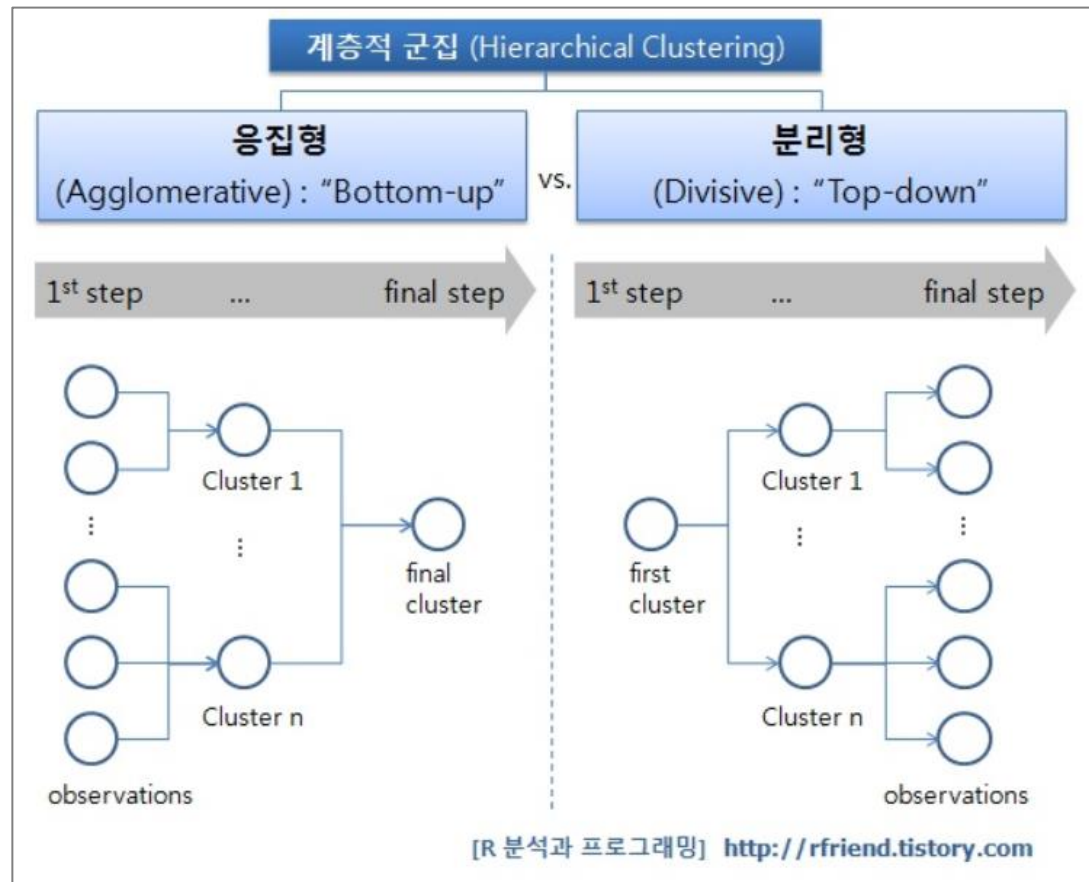 계층적 군집 (Hierarchical Clustering)
응집형
(Agglomerative) : “Bottom-up”
vs.
분리형
(Divisive) : “Top-down”
1st step ... final step
1st step ... final step
Cluster 1
⋮
⋮
final
cluster
Cluster n
observations
Cluster 1
⋮
⋮
first
cluster
Cluster n
observations
[R 분석과 프로그래밍] http://rfriend.tistory.com